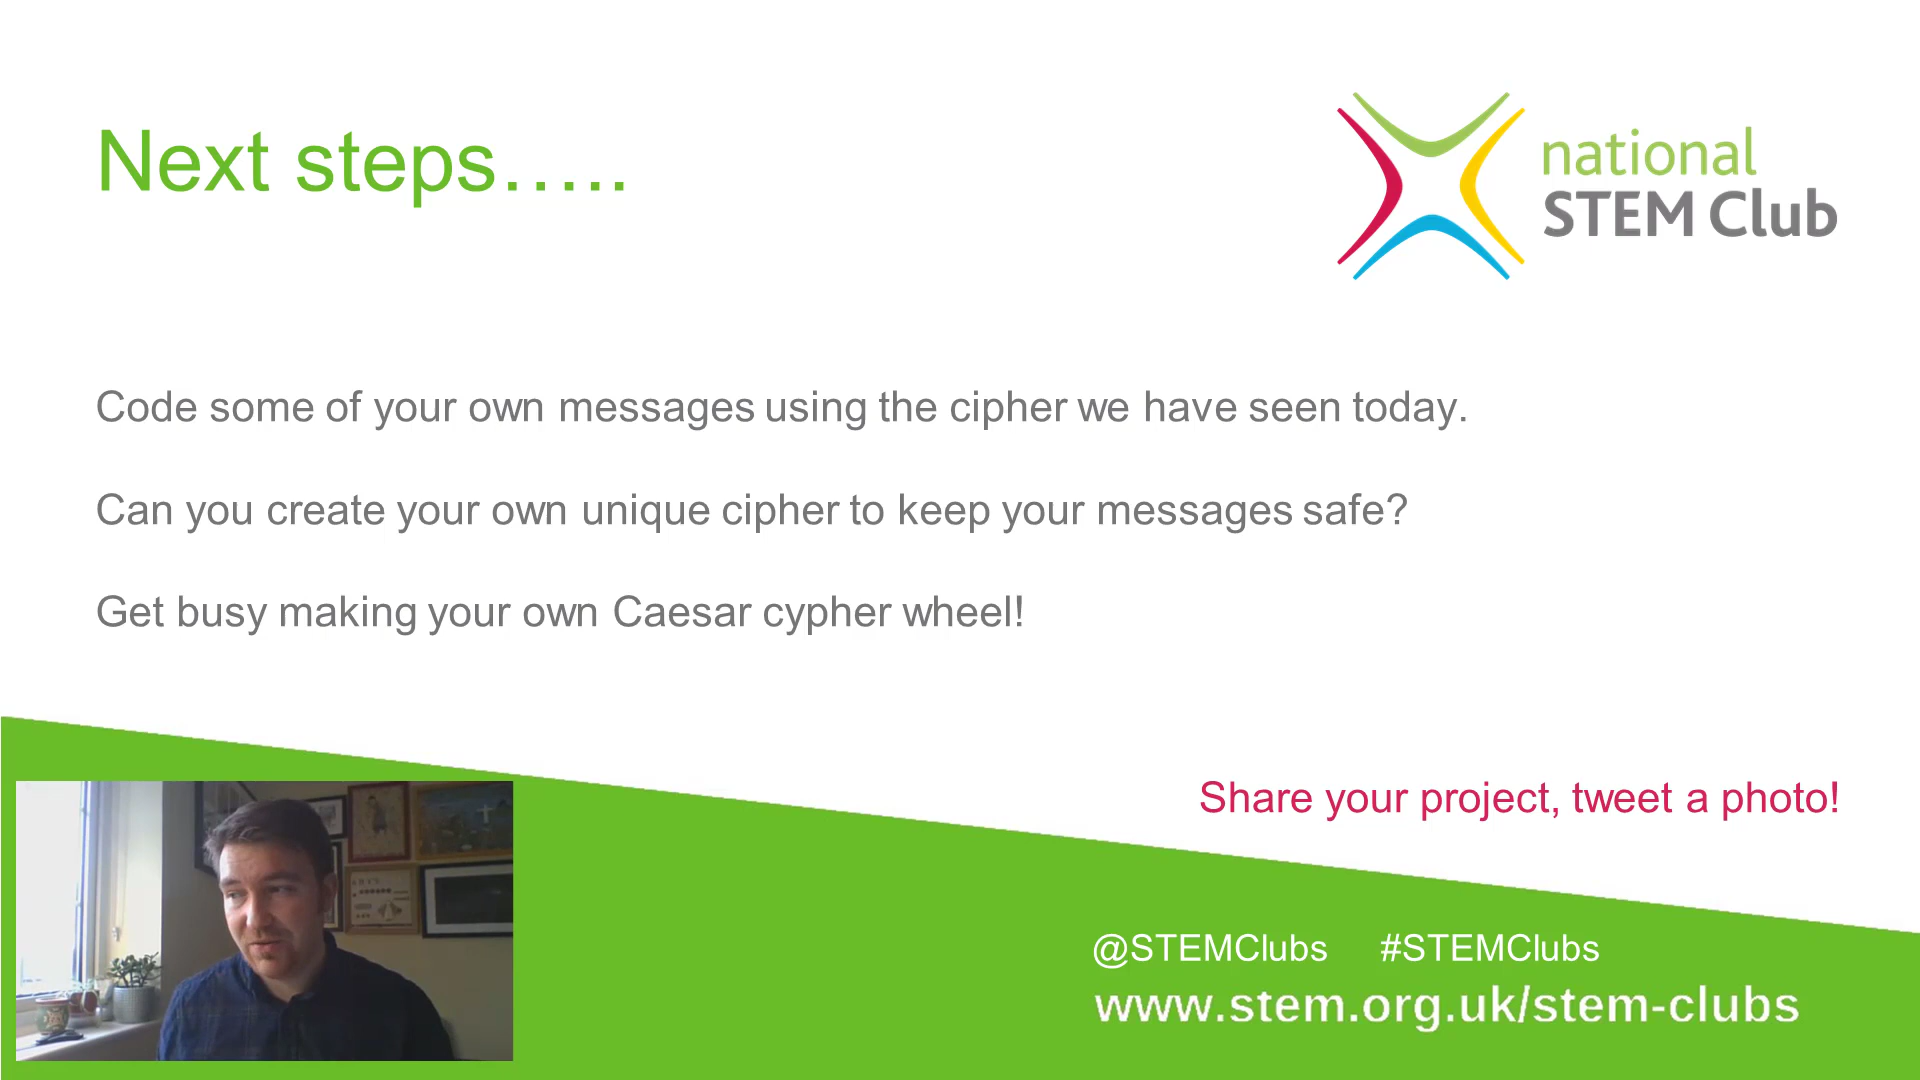 Next steps…..
national
STEM Club
Code some of your own messages using the cipher we have seen today.
Can you create your own unique cipher to keep your messages safe?
Get busy making your own Caesar cypher wheel!
Share your project, tweet a photo!
@STEMClubs #STEMClubs
www.stem.org.uk/stem-clubs